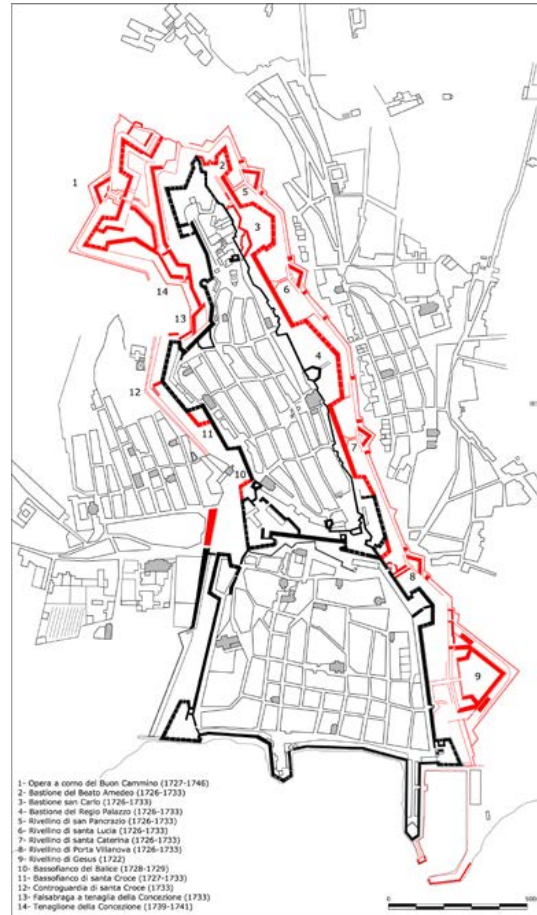 1
2
5
3
6
14
13
4
12
11
7
10
8
9
1- Opera a corno del Buon Cammino (1727-1746)
2- Bastione del Beato Amedeo (1726-1733)
3- Bastione san Carlo (1726-1733)
4- Bastione del Regio Palazzo (1726-1733)
5- Rivellino di san Pancrazio (1726-1733)
6- Rivellino di santa Lucia (1726-1733)
7- Rivellino di santa Caterina (1726-1733)
8- Rivellino di Porta Villanova (1726-1733)
9- Rivellino di Gesus (1722)
10- Bassofianco del Balice (1728-1729)
11- Bassofianco di santa Croce (1727-1733)
12- Controguardia di santa Croce (1733)
13- Falsabraga a tenaglia della Concezione (1733)
14- Tenaglione della Concezione (1739-1741)
0